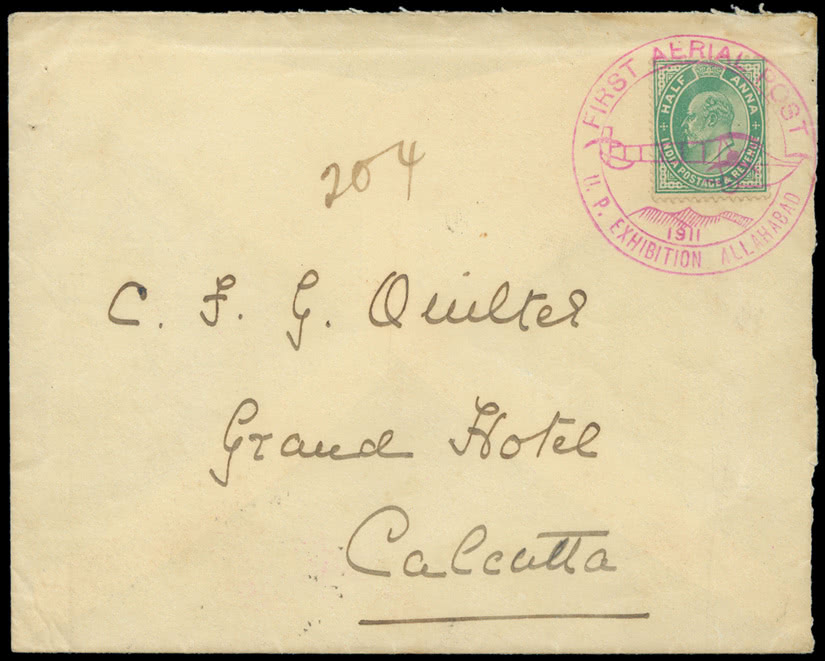 FIRST AERIAL POST
HALF ANNA
INDIA POSTAGE & REVENUE
1911
U. P. EXHIBITION ALLAHABAD
204
C. F. G. Quilter
Grand Hotel
Calcutta